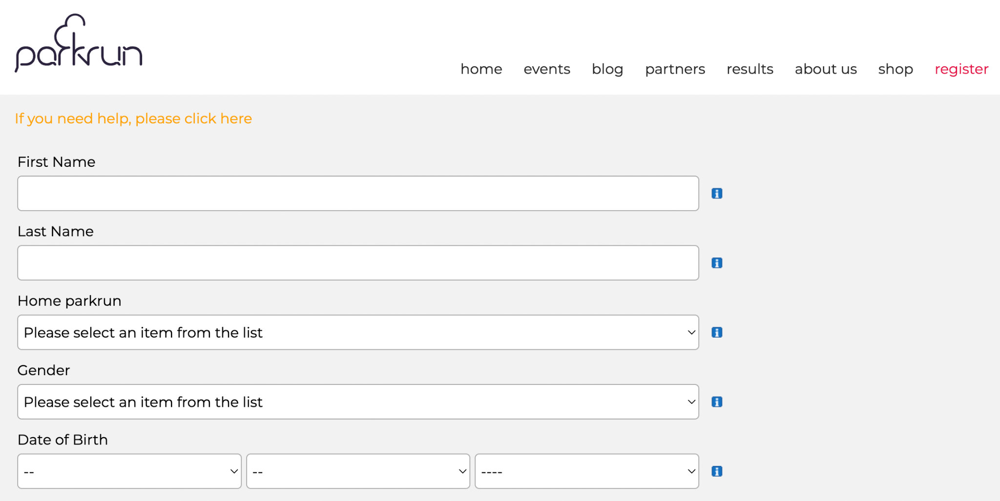 parkrun
home events blog partners results about us shop register
If you need help, please click here
First Name
Last Name
Home parkrun
Please select an item from the list
Gender
Please select an item from the list
Date of Birth
-- -- ----